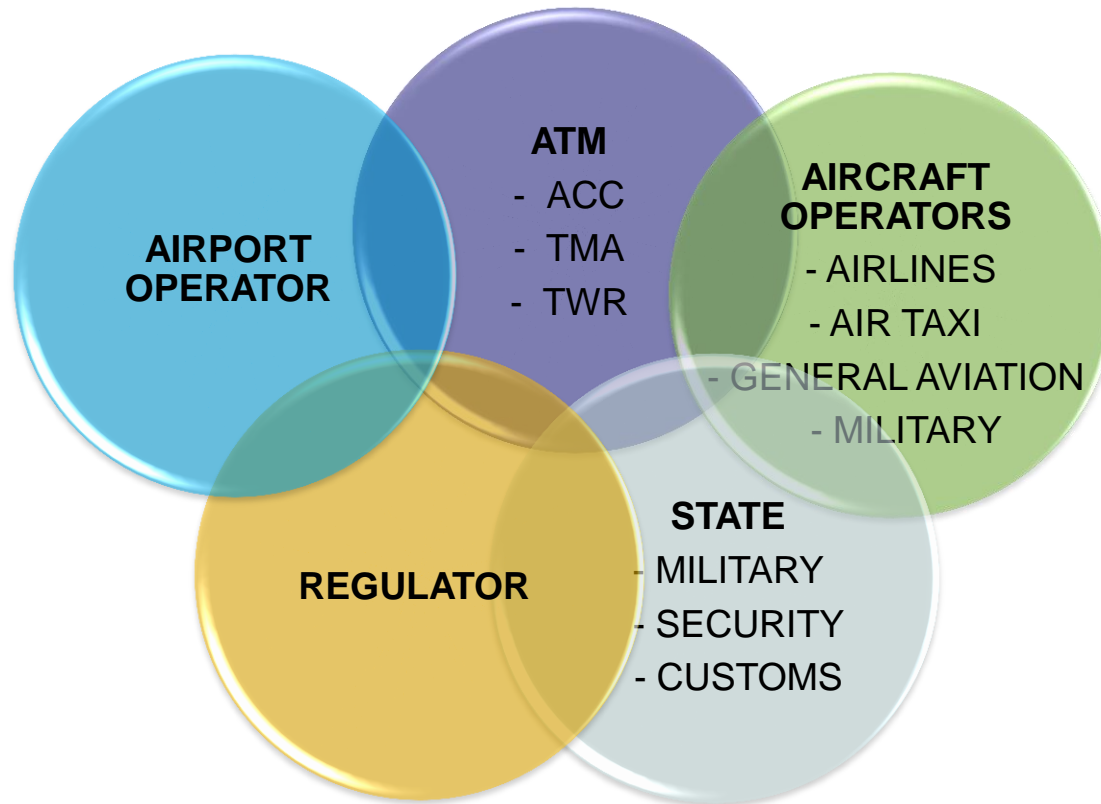 ATM
- ACC
- TMA
- TWR
AIRCRAFT
OPERATORS
- AIRLINES
- AIR TAXI
- GENERAL AVIATION
- MILITARY
AIRPORT
OPERATOR
STATE
- MILITARY
- SECURITY
- CUSTOMS
REGULATOR